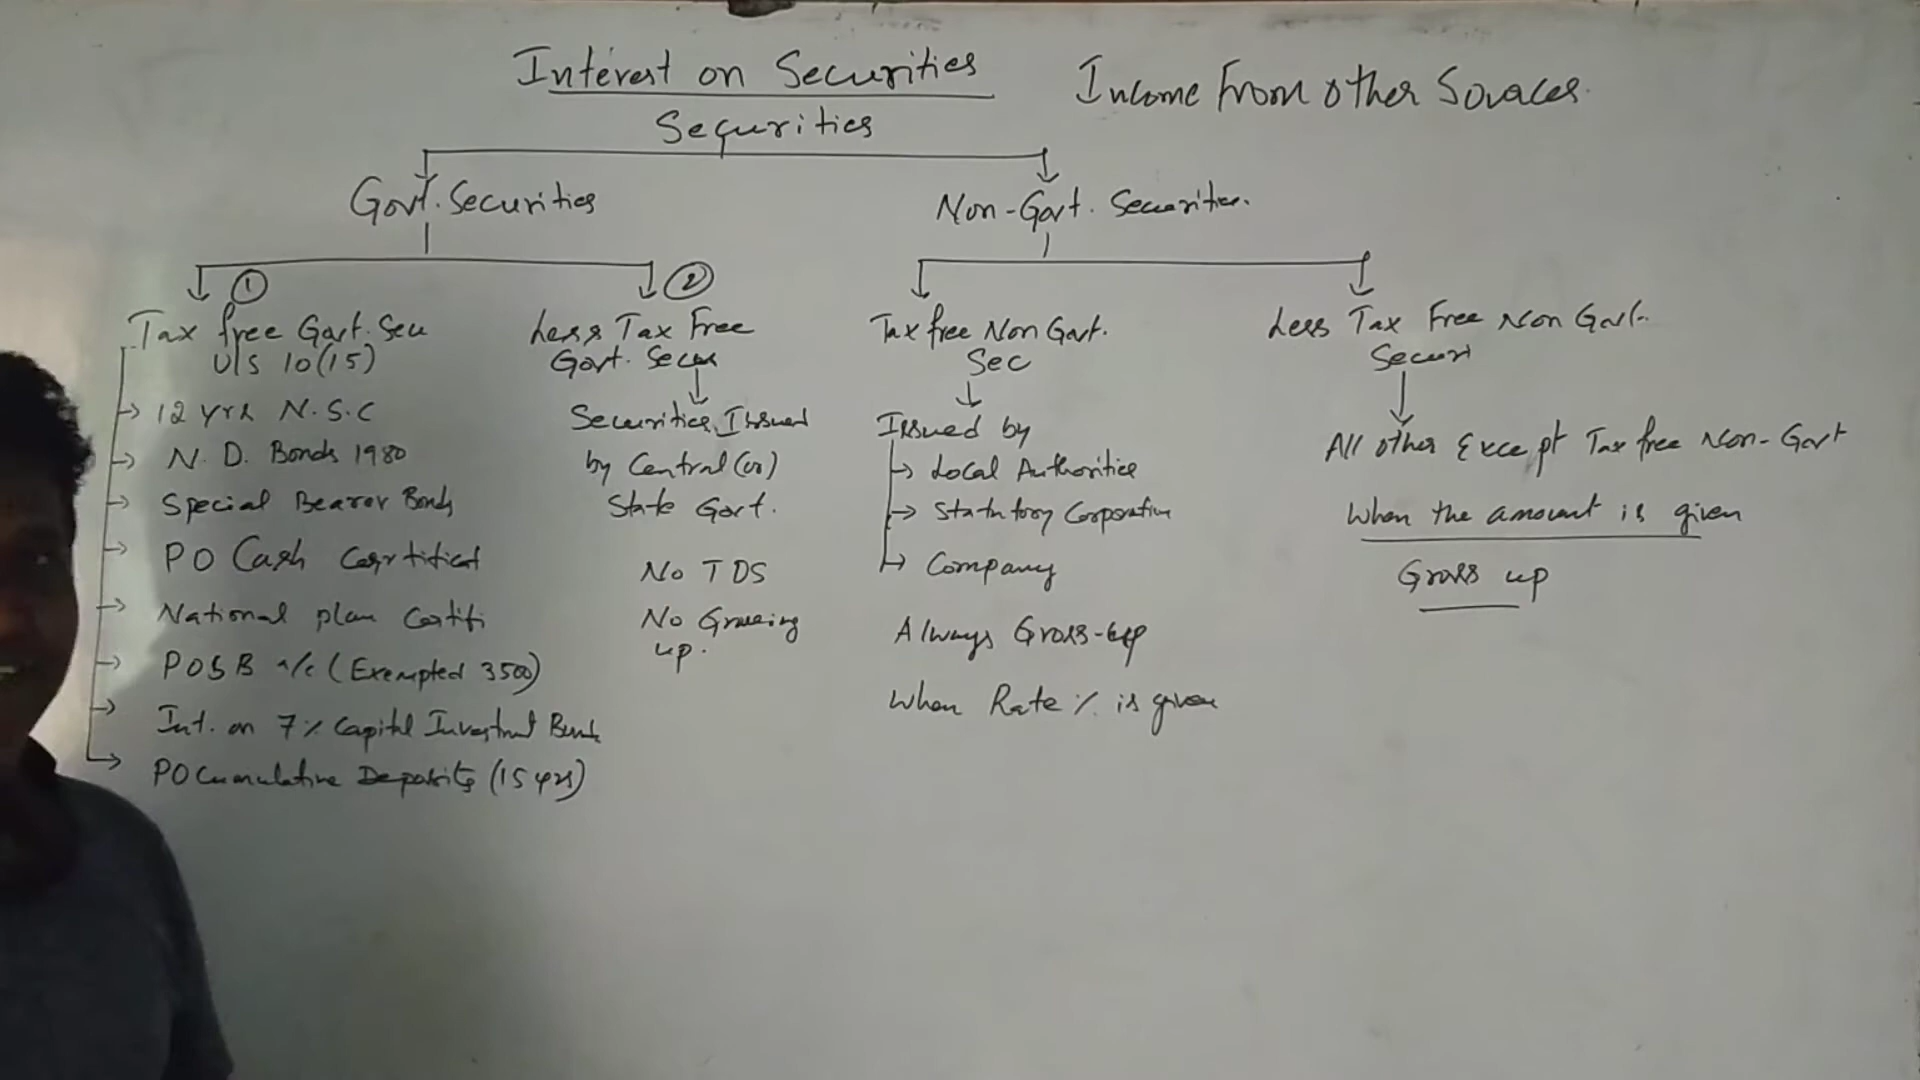 Interest on Securities
Income From Other Sources
Securities
Govt. Securities
Non-Govt. Securities.
①
②
Tax free Govt. Secu
U/S 10(15)
→ 12 yrs N.S.C
→ N.D. Bonds 1980
→ Special Bearer Bonds
→ PO Cash Certificat
→ National plan Certifi
→ POSB a/c (Exempted 3500)
→ Int. on 7% Capital Investment Bonds
→ PO Cumulative Deposits (15 yrs)
Less Tax Free
Govt. Secur
Securities Issued
by Central (or)
State Govt.
No TDS
No Grossing
up.
Tax free Non Govt.
Sec
Issued by
→ Local Authorities
→ Statutory Corporation
→ Company
Always Gross-up
When Rate % is given
Less Tax Free Non Govt.
Securi
All other Except Tax free Non-Govt
When the amount is given
Gross up